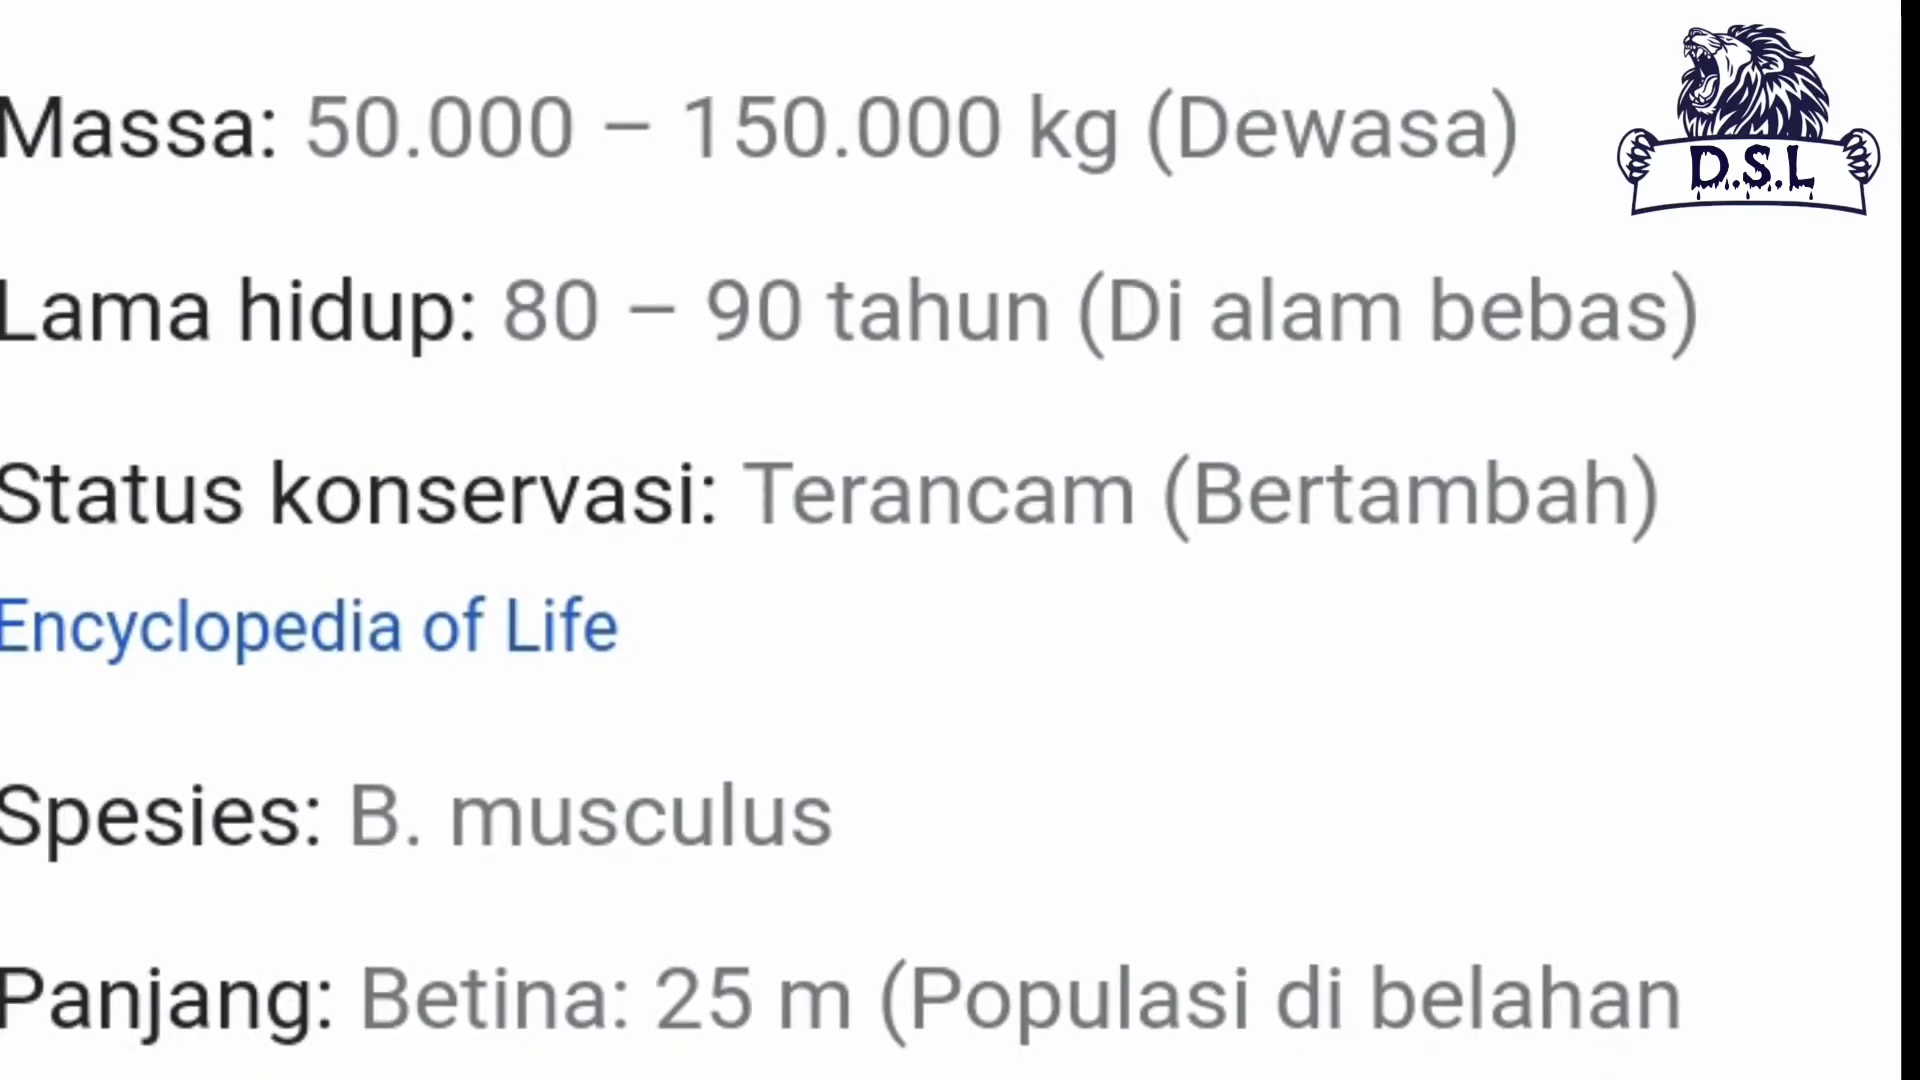 Massa: 50.000 – 150.000 kg (Dewasa)
D.S.L
Lama hidup: 80 – 90 tahun (Di alam bebas)
Status konservasi: Terancam (Bertambah)
Encyclopedia of Life
Spesies: B. musculus
Panjang: Betina: 25 m (Populasi di belahan